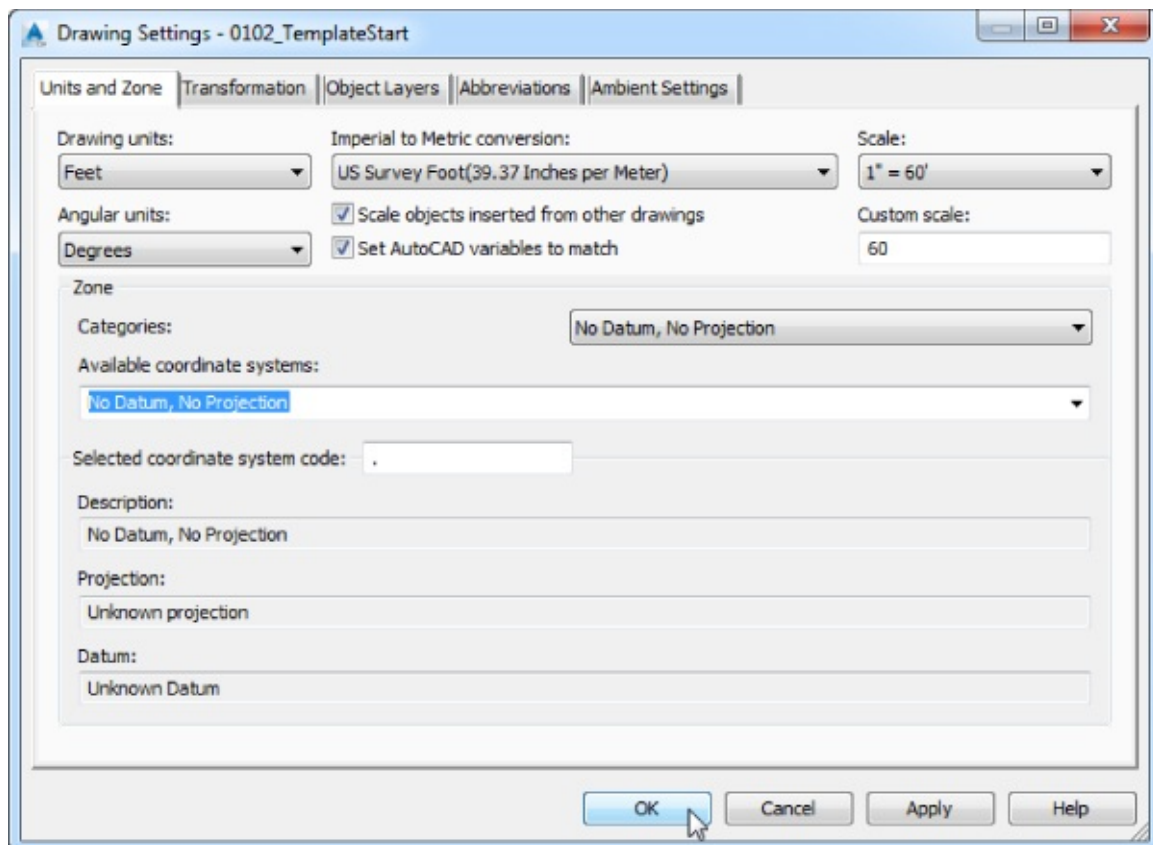 Drawing Settings - 0102_TemplateStart
Units and Zone Transformation Object Layers Abbreviations Ambient Settings
Drawing units: Imperial to Metric conversion: Scale:
Feet US Survey Foot(39.37 Inches per Meter) 1" = 60'
Angular units: Scale objects inserted from other drawings Custom scale:
Degrees Set AutoCAD variables to match 60
Zone
Categories: No Datum, No Projection
Available coordinate systems:
No Datum, No Projection
Selected coordinate system code: .
Description:
No Datum, No Projection
Projection:
Unknown projection
Datum:
Unknown Datum
OK Cancel Apply Help